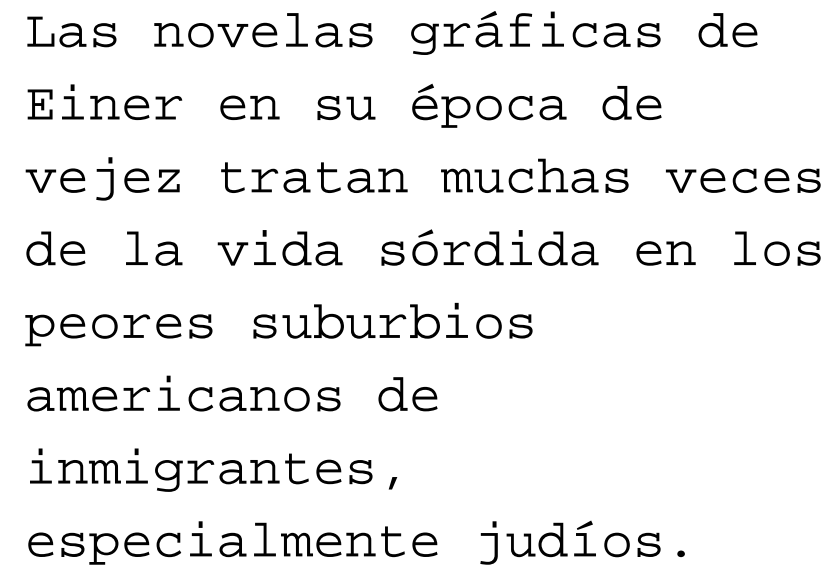 Las novelas gráficas de
Einer en su época de
vejez tratan muchas veces
de la vida sórdida en los
peores suburbios
americanos de
inmigrantes,
especialmente judíos.